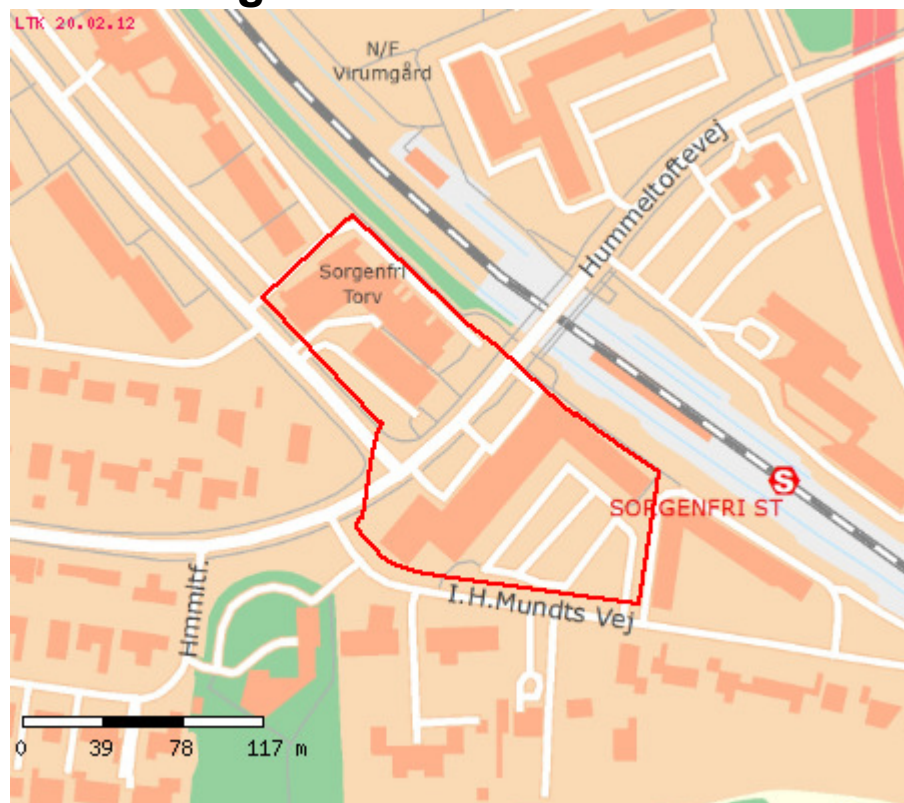 LTK 20.02.12
N/F
Virumgård
Hummeltoftevej
Sorgenfri
Torv
S
SORGENFRI ST
I.H.Mundts Vej
Hmmltf.
0 39 78 117 m